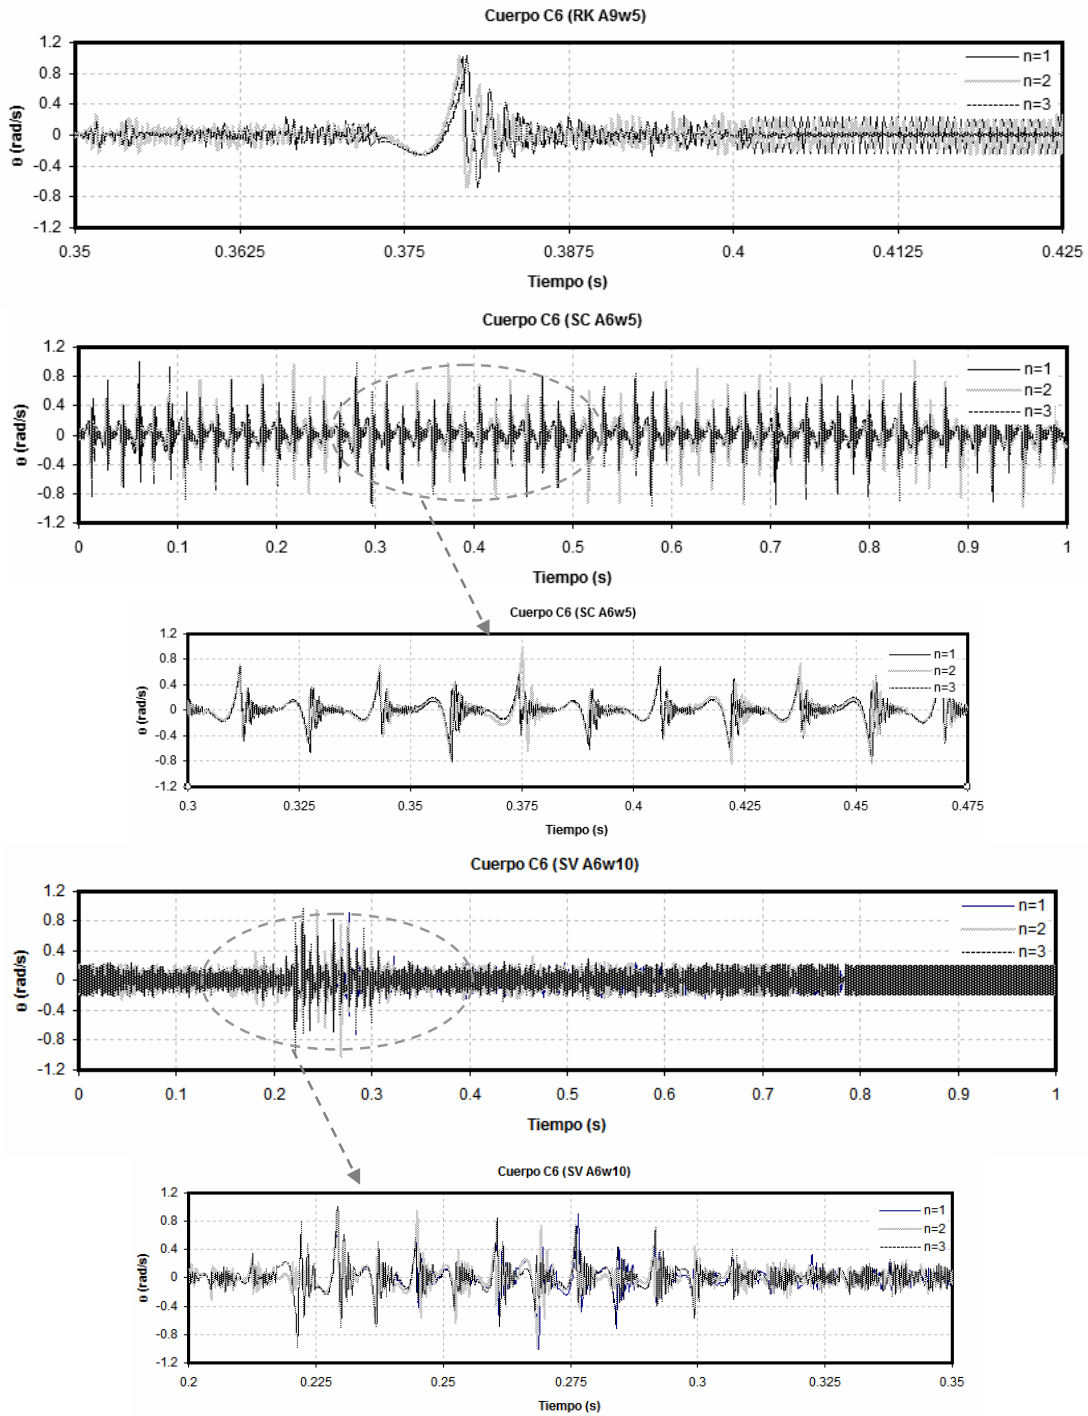 Cuerpo C6 (RK A9w5)
1.2
0.8
0.4
0
-0.4
-0.8
-1.2
θ (rad/s)
n=1
n=2
n=3
0.35 0.3625 0.375 0.3875 0.4 0.4125 0.425
Tiempo (s)
Cuerpo C6 (SC A6w5)
1.2
0.8
0.4
0
-0.4
-0.8
-1.2
θ (rad/s)
n=1
n=2
n=3
0 0.1 0.2 0.3 0.4 0.5 0.6 0.7 0.8 0.9 1
Tiempo (s)
Cuerpo C6 (SC A6w5)
1.2
0.8
0.4
0
-0.4
-0.8
-1.2
θ (rad/s)
n=1
n=2
n=3
0.3 0.325 0.35 0.375 0.4 0.425 0.45 0.475
Tiempo (s)
Cuerpo C6 (SV A6w10)
1.2
0.8
0.4
0
-0.4
-0.8
-1.2
θ (rad/s)
n=1
n=2
n=3
0 0.1 0.2 0.3 0.4 0.5 0.6 0.7 0.8 0.9 1
Tiempo (s)
Cuerpo C6 (SV A6w10)
1.2
0.8
0.4
0
-0.4
-0.8
-1.2
θ (rad/s)
n=1
n=2
n=3
0.2 0.225 0.25 0.275 0.3 0.325 0.35
Tiempo (s)